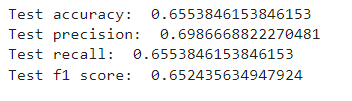 Test accuracy:  0.6553846153846153
Test precision:  0.6986668822270481
Test recall:  0.6553846153846153
Test f1 score:  0.652435634947924